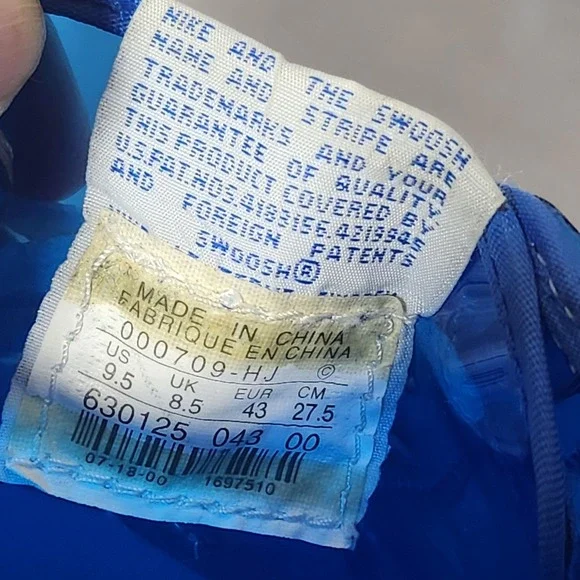 NIKE AND THE SWOOSH
NAME AND STRIPE ARE
TRADEMARKS AND YOUR
GUARANTEE OF QUALITY
THIS PRODUCT COVERED BY
U.S.PAT.NOS.4183156,4219945
AND FOREIGN PATENTS
SWOOSH®
MADE IN CHINA
FABRIQUE EN CHINA
000709-HJ ©
US UK EUR CM
9.5 8.5 43 27.5
630125 043 00
07-18-00 1697510